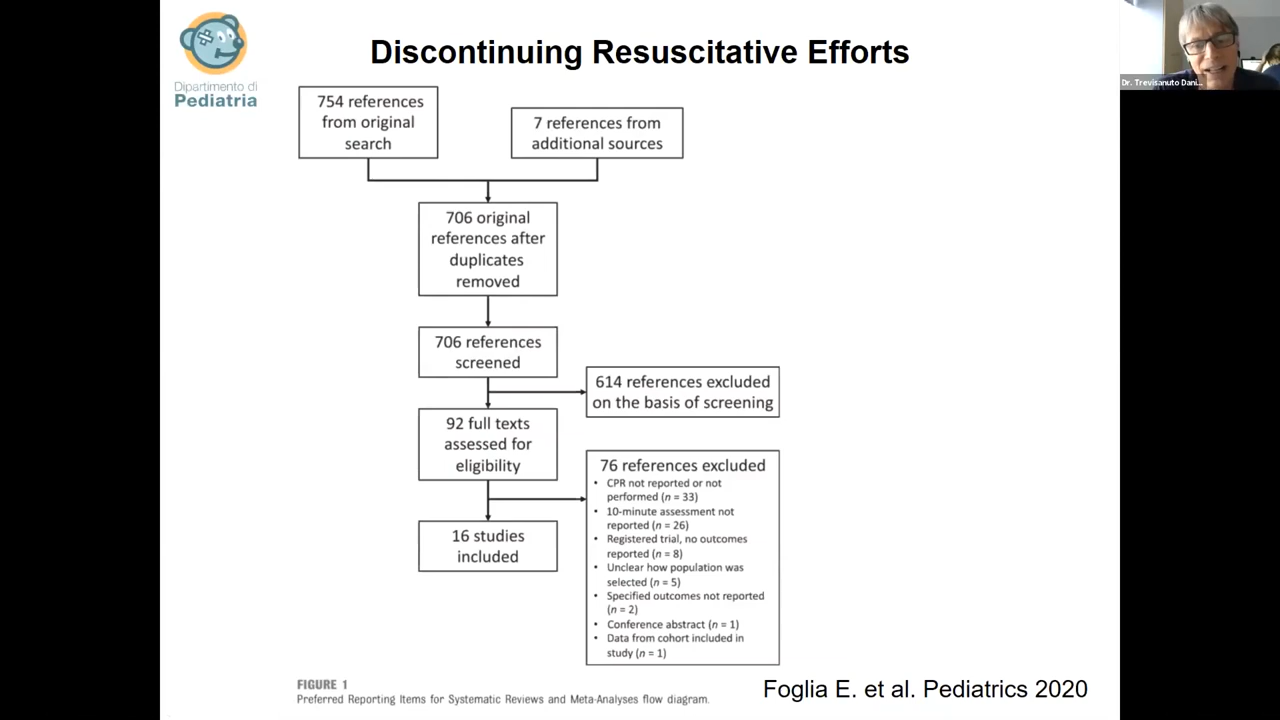 Discontinuing Resuscitative Efforts
Dipartimento di
Pediatria
Dr. Trevisanuto Dani...
754 references
from original
search
7 references from
additional sources
706 original
references after
duplicates
removed
706 references
screened
614 references excluded
on the basis of screening
92 full texts
assessed for
eligibility
76 references excluded
• CPR not reported or not
performed (n = 33)
• 10-minute assessment not
reported (n = 26)
• Registered trial, no outcomes
reported (n = 8)
• Unclear how population was
selected (n = 5)
• Specified outcomes not reported
(n = 2)
• Conference abstract (n = 1)
• Data from cohort included in
study (n = 1)
16 studies
included
FIGURE 1
Preferred Reporting Items for Systematic Reviews and Meta-Analyses flow diagram.
Foglia E. et al. Pediatrics 2020